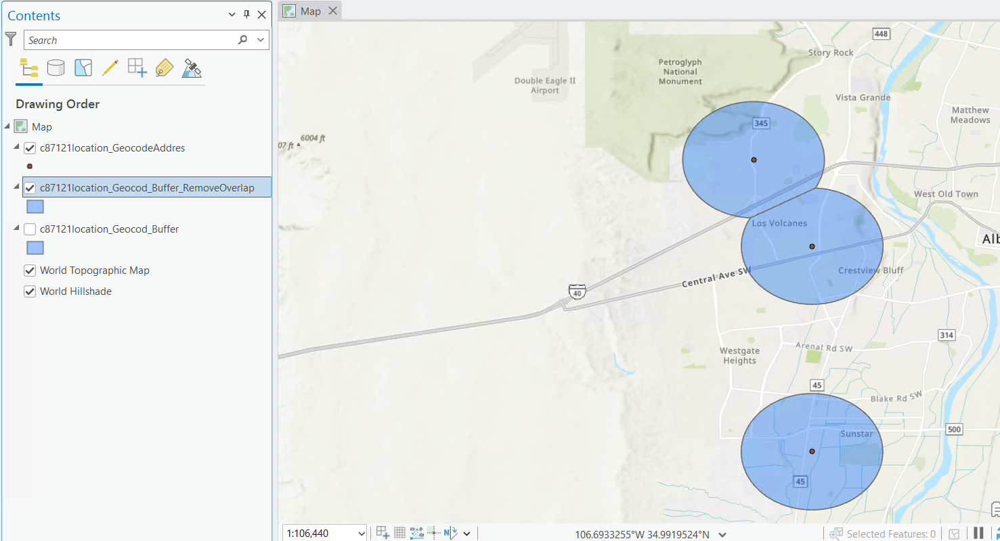 Contents
Search
Drawing Order
Map
c87121location_GeocodeAddres
c87121location_Geocod_Buffer_RemoveOverlap
c87121location_Geocod_Buffer
World Topographic Map
World Hillshade
Map
448
Story Rock
Petroglyph
National
Monument
Double Eagle II
Airport
Vista Grande
Matthew
Meadows
345
6004 ft
07 ft
West Old Town
Los Volcanes
Alb
Crestview Bluff
Central Ave SW
40
314
Arenal Rd SW
Westgate
Heights
45
Blake Rd SW
500
Sunstar
45
1:106,440
N
106.6933255°W 34.9919524°N
Selected Features: 0